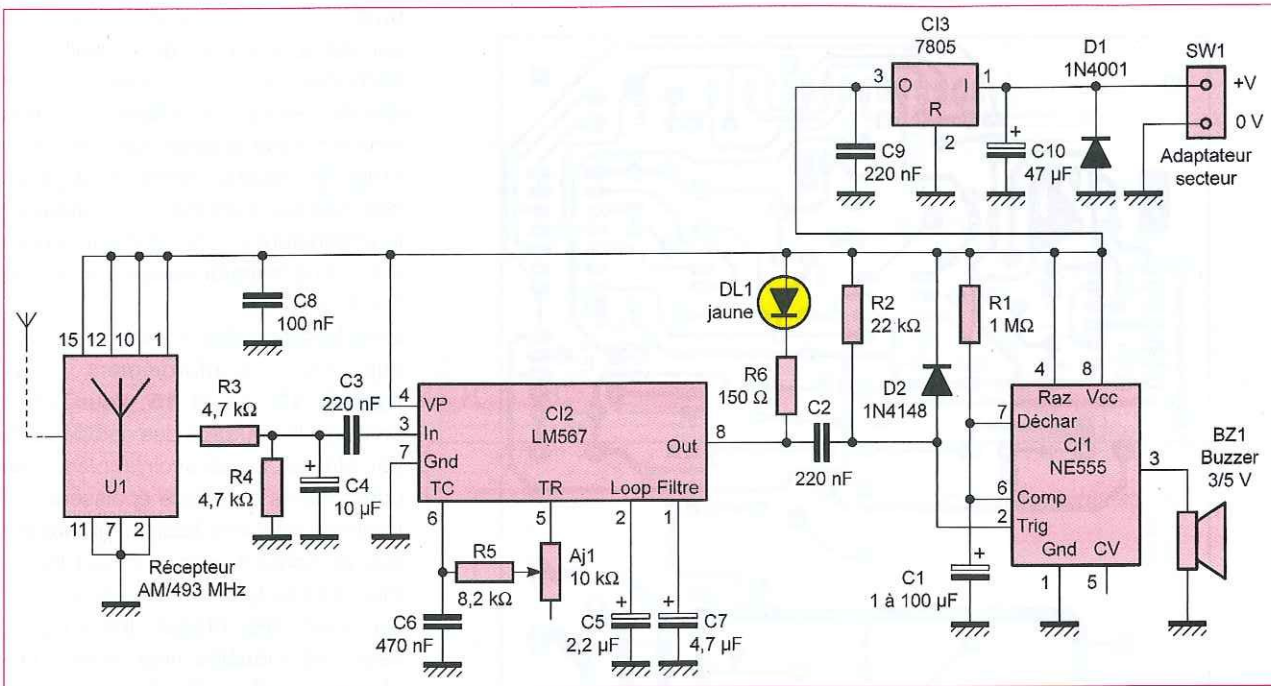 CI3
7805
D1
1N4001
SW1
3
O
I
1
+V
R
2
0 V
C9
220 nF
+
C10
47 µF
Adaptateur
secteur
C8
100 nF
DL1
jaune
R2
22 kΩ
R1
1 MΩ
15
12
10
1
R3
4,7 kΩ
C3
220 nF
4
VP
CI2
LM567
3
In
7
Gnd
Out
8
TC
TR
Loop
Filtre
6
5
2
1
R6
150 Ω
C2
220 nF
D2
1N4148
4
8
Raz
Vcc
7
Déchar
CI1
NE555
3
BZ1
Buzzer
3/5 V
6
Comp
2
Trig
Gnd
CV
1
5
U1
R4
4,7 kΩ
+
C4
10 µF
11
7
2
Récepteur
AM/493 MHz
R5
8,2 kΩ
Aj1
10 kΩ
C6
470 nF
+
C5
2,2 µF
+
C7
4,7 µF
+
C1
1 à 100 µF